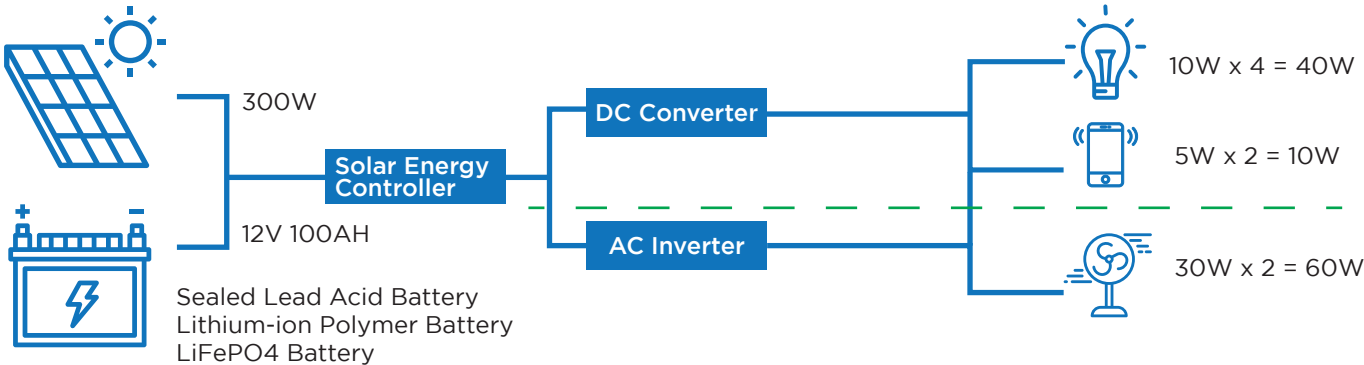 300W
Solar Energy
Controller
+ −
12V 100AH
Sealed Lead Acid Battery
Lithium-ion Polymer Battery
LiFePO4 Battery
DC Converter
AC Inverter
10W x 4 = 40W
5W x 2 = 10W
30W x 2 = 60W